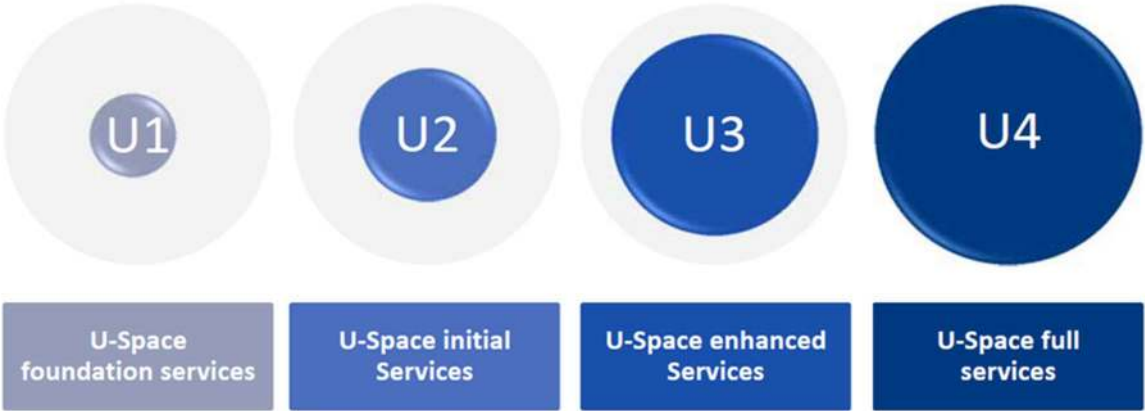 U1
U2
U3
U4
U-Space
foundation services
U-Space initial
Services
U-Space enhanced
Services
U-Space full
services